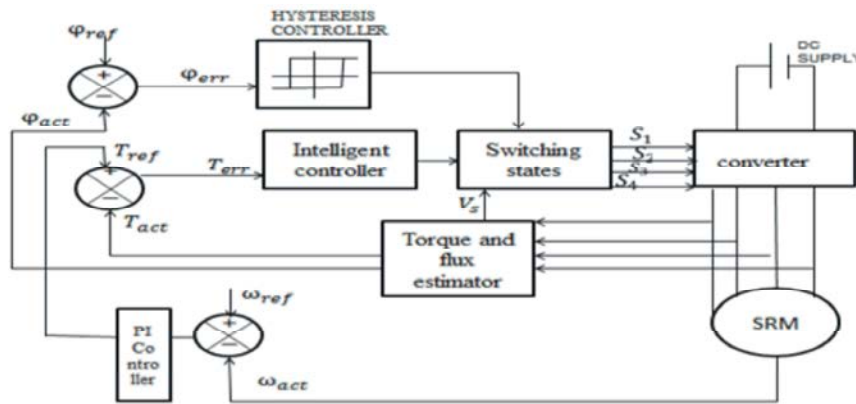 HYSTERESIS
CONTROLLER
φref
DC
SUPPLY
+
−
φerr
φact
Tref
Terr
Intelligent
controller
Switching
states
S1
S2
S3
S4
converter
+
−
Tact
Vs
Torque and
flux
estimator
ωref
PI
Co
ntro
ller
+
−
SRM
ωact